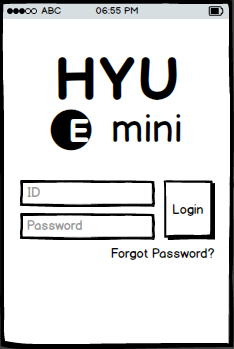 ABC 06:55 PM
HYU
E mini
ID
Password
Login
Forgot Password?